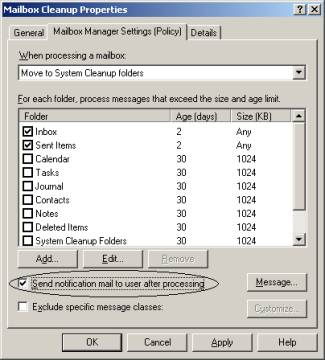 Mailbox Cleanup Properties
General Mailbox Manager Settings (Policy) Details
When processing a mailbox:
Move to System Cleanup folders
For each folder, process messages that exceed the size and age limit.
Folder Age (days) Size (KB)
Inbox 2 Any
Sent Items 2 Any
Calendar 30 1024
Tasks 30 1024
Journal 30 1024
Contacts 30 1024
Notes 30 1024
Deleted Items 30 1024
System Cleanup Folders 30 1024
Add... Edit... Remove
Send notification mail to user after processing Message...
Exclude specific message classes: Customize...
OK Cancel Apply Help